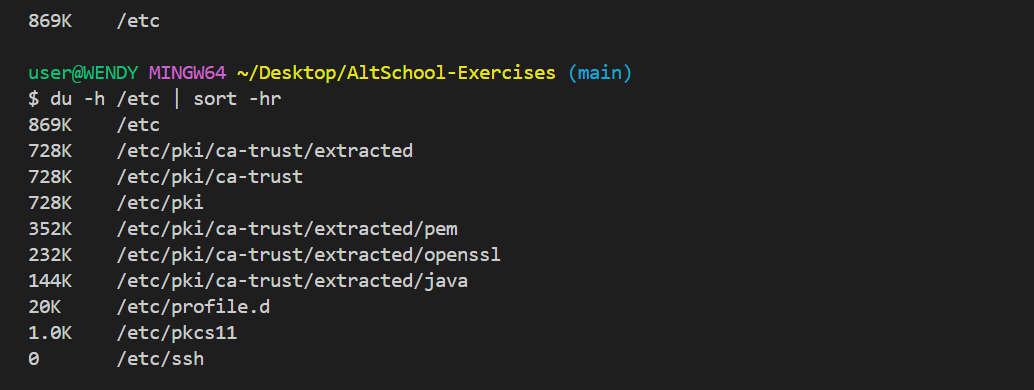 869K    /etc

user@WENDY MINGW64 ~/Desktop/AltSchool-Exercises (main)
$ du -h /etc | sort -hr
869K    /etc
728K    /etc/pki/ca-trust/extracted
728K    /etc/pki/ca-trust
728K    /etc/pki
352K    /etc/pki/ca-trust/extracted/pem
232K    /etc/pki/ca-trust/extracted/openssl
144K    /etc/pki/ca-trust/extracted/java
20K     /etc/profile.d
1.0K    /etc/pkcs11
0       /etc/ssh